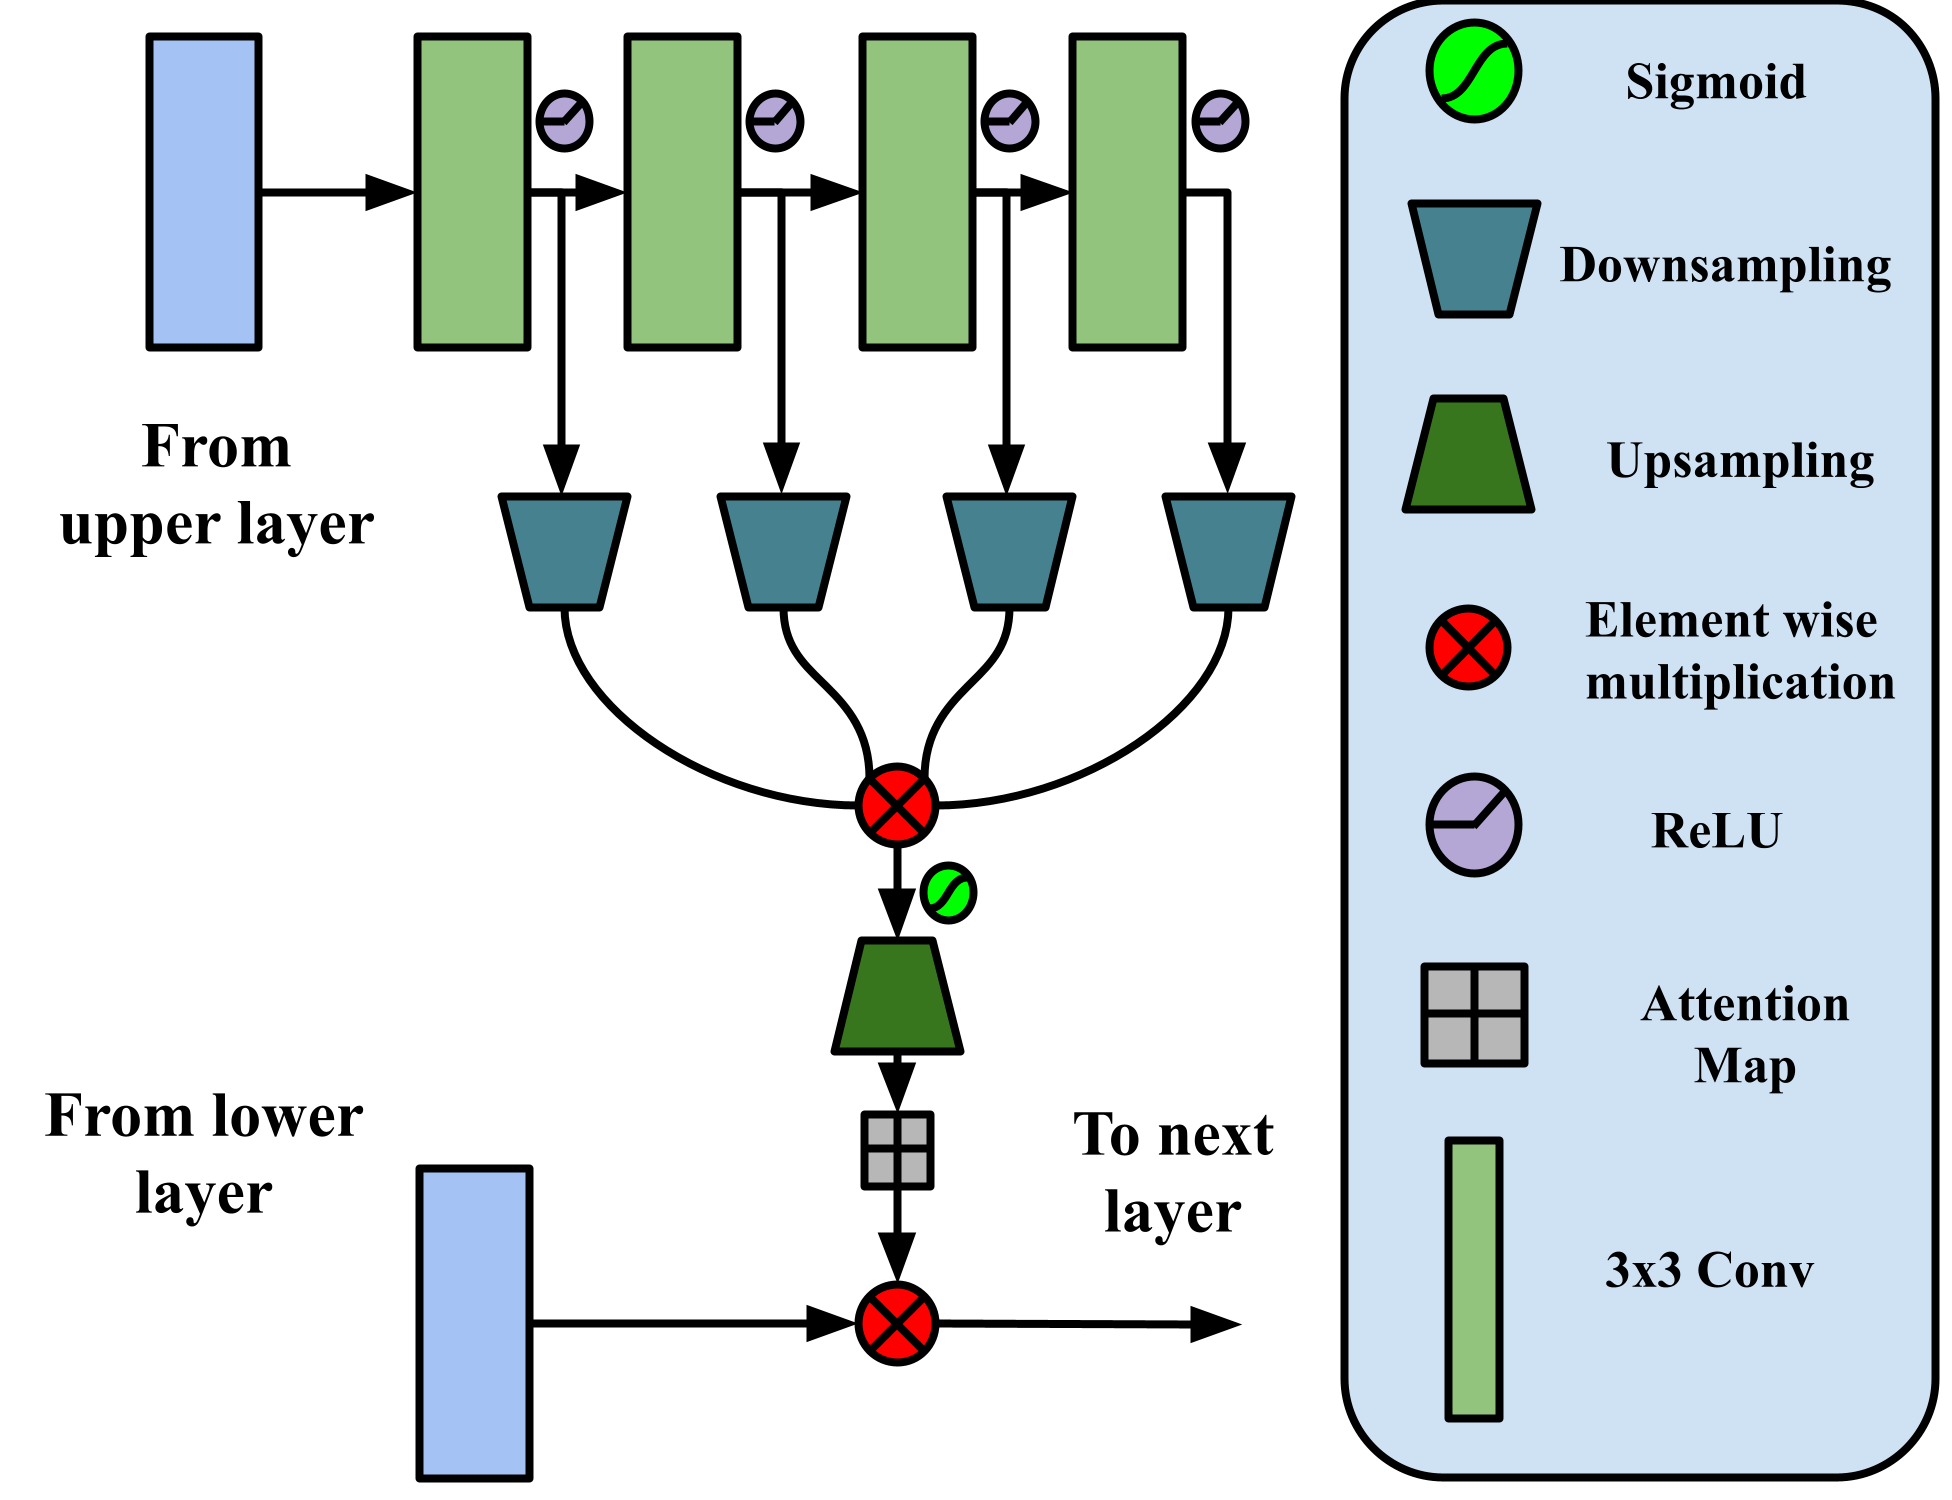 From
upper layer
From lower
layer
To next
layer
Sigmoid
Downsampling
Upsampling
Element wise
multiplication
ReLU
Attention
Map
3x3 Conv